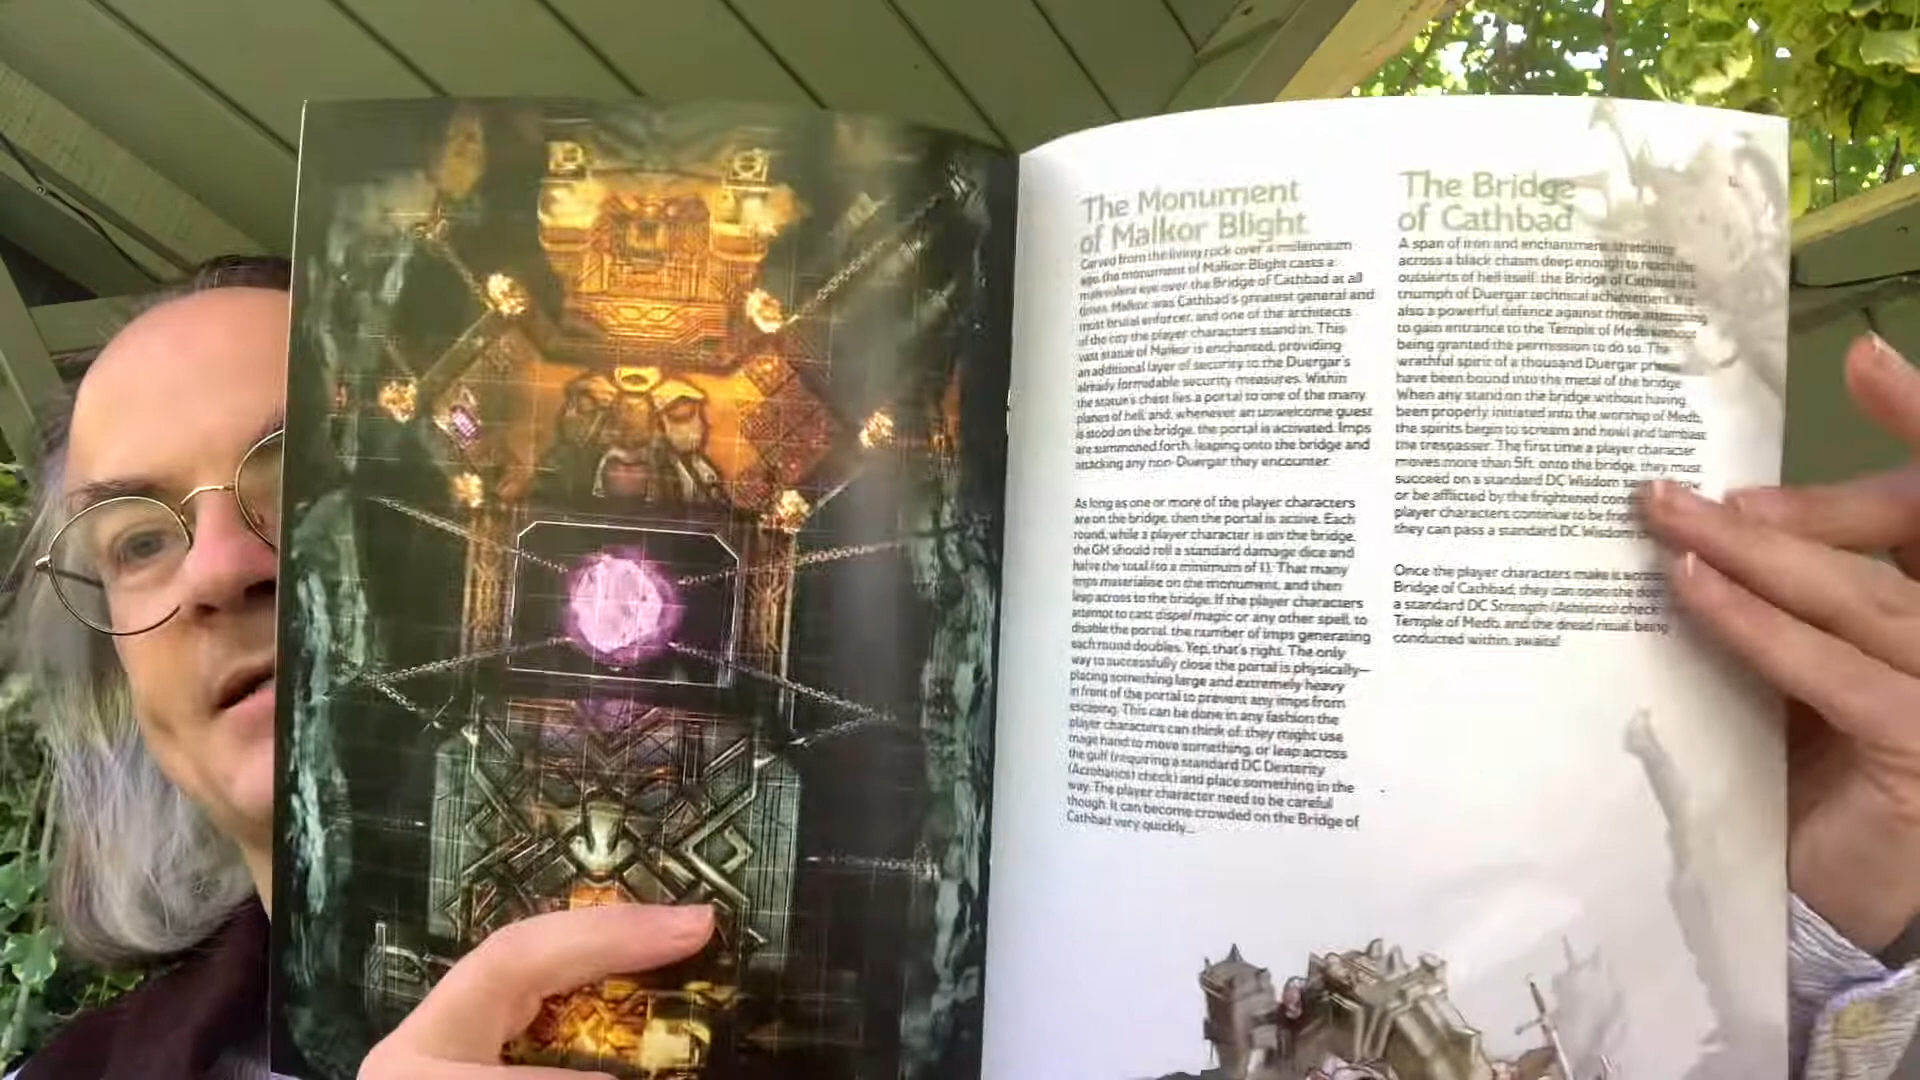 The Monument
of Malkor Blight
Carved from the living rock over a millennium
ago, the monument of Malkor Blight casts a
malevolent eye over the Bridge of Cathbad at all
times. Malkor was Cathbad's greatest general and
most brutal enforcer, and one of the architects
of the city the player characters stand in. This
vast statue of Malkor is enchanted, providing
an additional layer of security to the Duergar's
already formidable security measures. Within
the statue's chest lies a portal to one of the many
planes of hell and, whenever an unwelcome guest
is stood on the bridge, the portal is activated. Imps
are summoned forth, leaping onto the bridge and
attacking any non-Duergar they encounter.
As long as one or more of the player characters
are on the bridge, then the portal is active. Each
round, while a player character is on the bridge,
the GM should roll a standard damage dice and
halve the total (to a minimum of 1). That many
imps materialise on the monument, and then
leap across to the bridge. If the player characters
attempt to cast dispel magic or any other spell, to
disable the portal, the number of imps generating
each round doubles. Yep, that's right. The only
way to successfully close the portal is physically—
placing something large and extremely heavy
in front of the portal to prevent any imps from
escaping. This can be done in any fashion the
player characters can think of: they might use
mage hand to move something, or leap across
the gulf (requiring a standard DC Dexterity
(Acrobatics) check) and place something in the
way. The player character need to be careful
though. It can become crowded on the Bridge of
Cathbad very quickly...
The Bridge
of Cathbad
A span of iron and enchantment stretching
across a black chasm deep enough to reach the
outskirts of hell itself, the Bridge of Cathbad is a
triumph of Duergar technical achievement. It is
also a powerful defence against those attempting
to gain entrance to the Temple of Medb without
being granted the permission to do so. The
wrathful spirit of a thousand Duergar
have been bound into the metal of the bridge.
When any stand on the bridge without having
been properly initiated into the worship of Medb,
the spirits begin to scream and howl and lambast
the trespasser. The first time a player character
moves more than 5ft. onto the bridge, they must
succeed on a standard DC Wisdom
or be afflicted by the frightened
player characters continue to be
they can pass a standard DC Wisdom
Once the player characters make it across
Bridge of Cathbad, they can open the
a standard DC Strength (Athletics) check.
Temple of Medb, and the dread ritual being
conducted within, awaits!